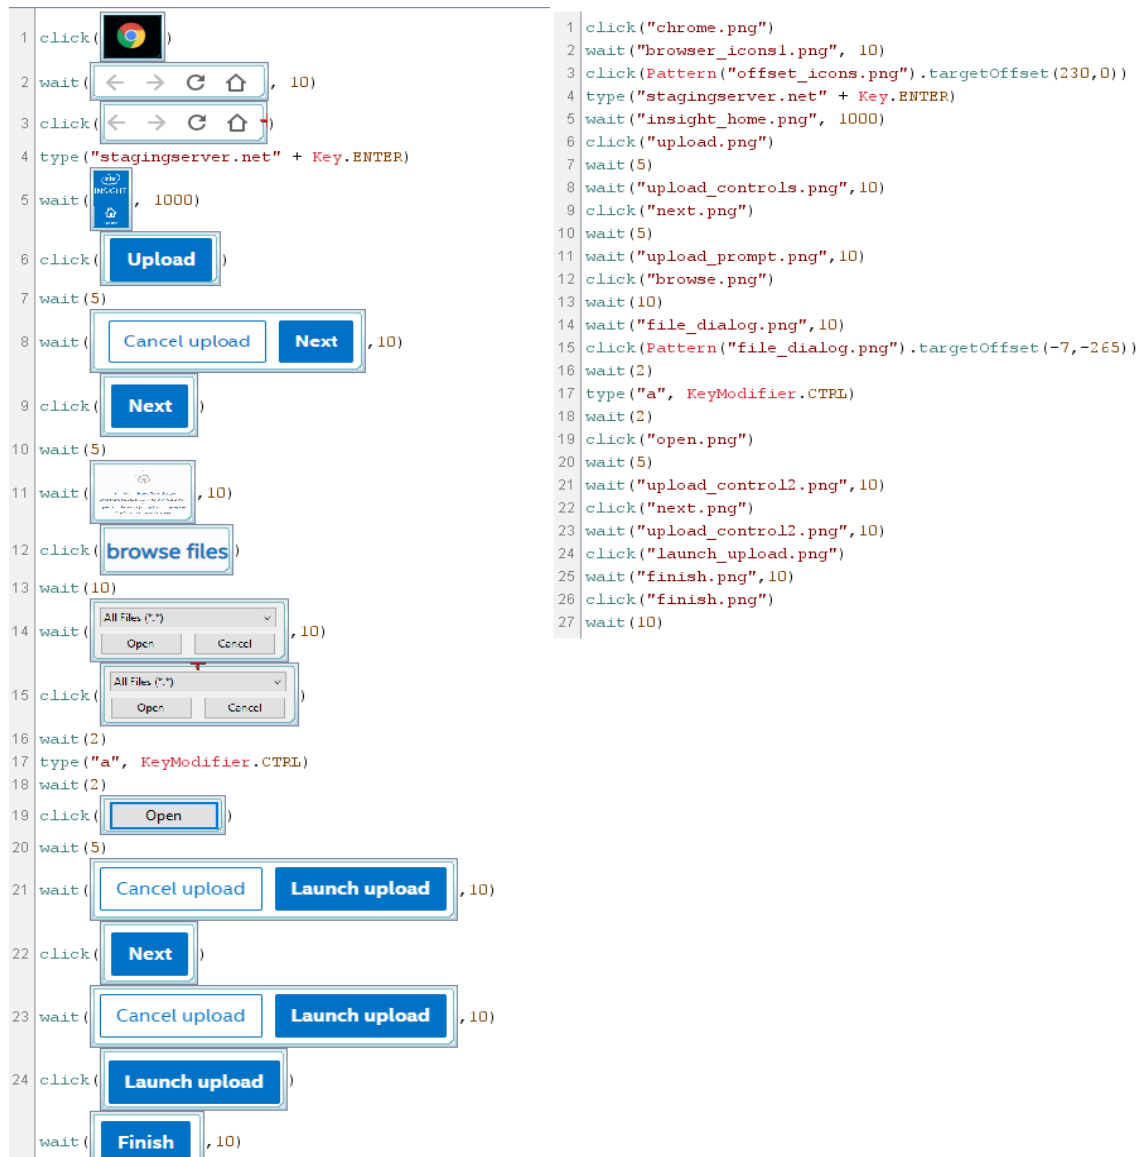 1 click( )
2 wait( , 10)
3 click( )
4 type("stagingserver.net" + Key.ENTER)
5 wait( INSIGHT , 1000)
6 click( Upload )
7 wait(5)
8 wait( Cancel upload Next ,10)
9 click( Next )
10 wait(5)
11 wait( ,10)
12 click( browse files )
13 wait(10)
14 wait( All Files (*.*) Open Cancel ,10)
15 click( All Files (*.*) Open Cancel )
16 wait(2)
17 type("a", KeyModifier.CTRL)
18 wait(2)
19 click( Open )
20 wait(5)
21 wait( Cancel upload Launch upload ,10)
22 click( Next )
23 wait( Cancel upload Launch upload ,10)
24 click( Launch upload )
wait( Finish ,10)
1 click("chrome.png")
2 wait("browser_icons1.png", 10)
3 click(Pattern("offset_icons.png").targetOffset(230,0))
4 type("stagingserver.net" + Key.ENTER)
5 wait("insight_home.png", 1000)
6 click("upload.png")
7 wait(5)
8 wait("upload_controls.png",10)
9 click("next.png")
10 wait(5)
11 wait("upload_prompt.png",10)
12 click("browse.png")
13 wait(10)
14 wait("file_dialog.png",10)
15 click(Pattern("file_dialog.png").targetOffset(-7,-265))
16 wait(2)
17 type("a", KeyModifier.CTRL)
18 wait(2)
19 click("open.png")
20 wait(5)
21 wait("upload_control2.png",10)
22 click("next.png")
23 wait("upload_control2.png",10)
24 click("launch_upload.png")
25 wait("finish.png",10)
26 click("finish.png")
27 wait(10)